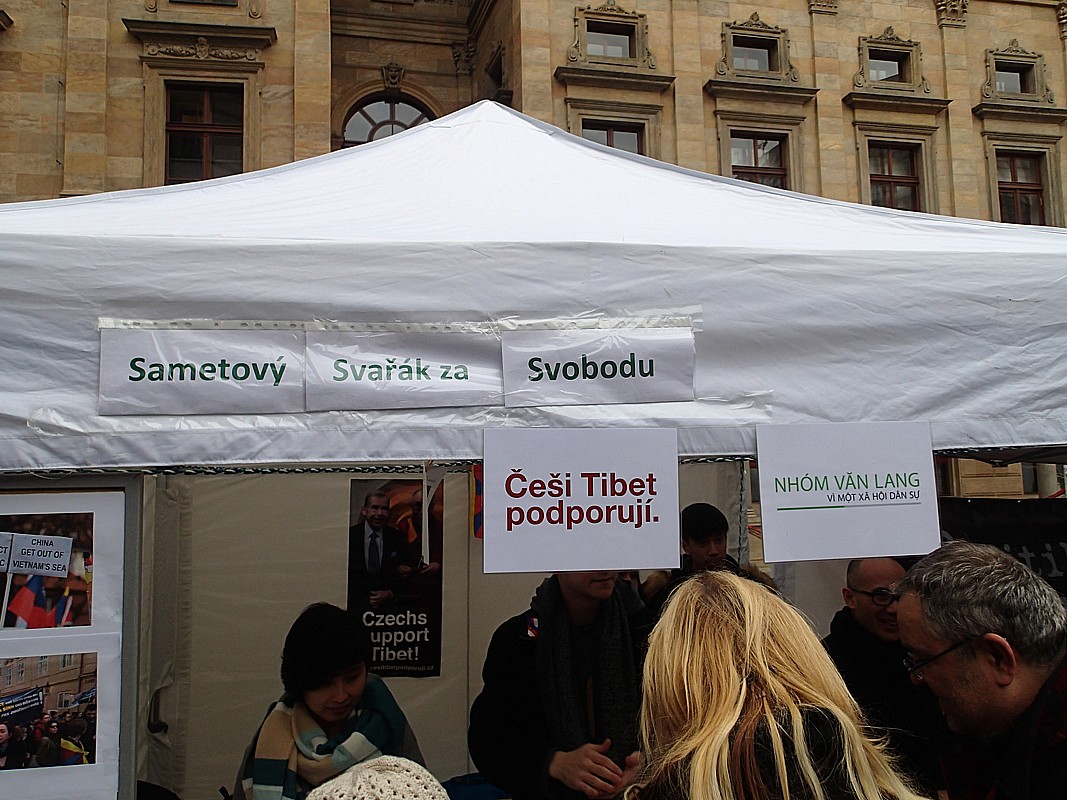 Sametový Svařák za Svobodu
Češi Tibet
podporují.
NHÓM VĂN LANG
VÌ MỘT XÃ HỘI DÂN SỰ
CHINA
GET OUT OF
VIETNAM'S SEA
Czechs
Support
Tibet!